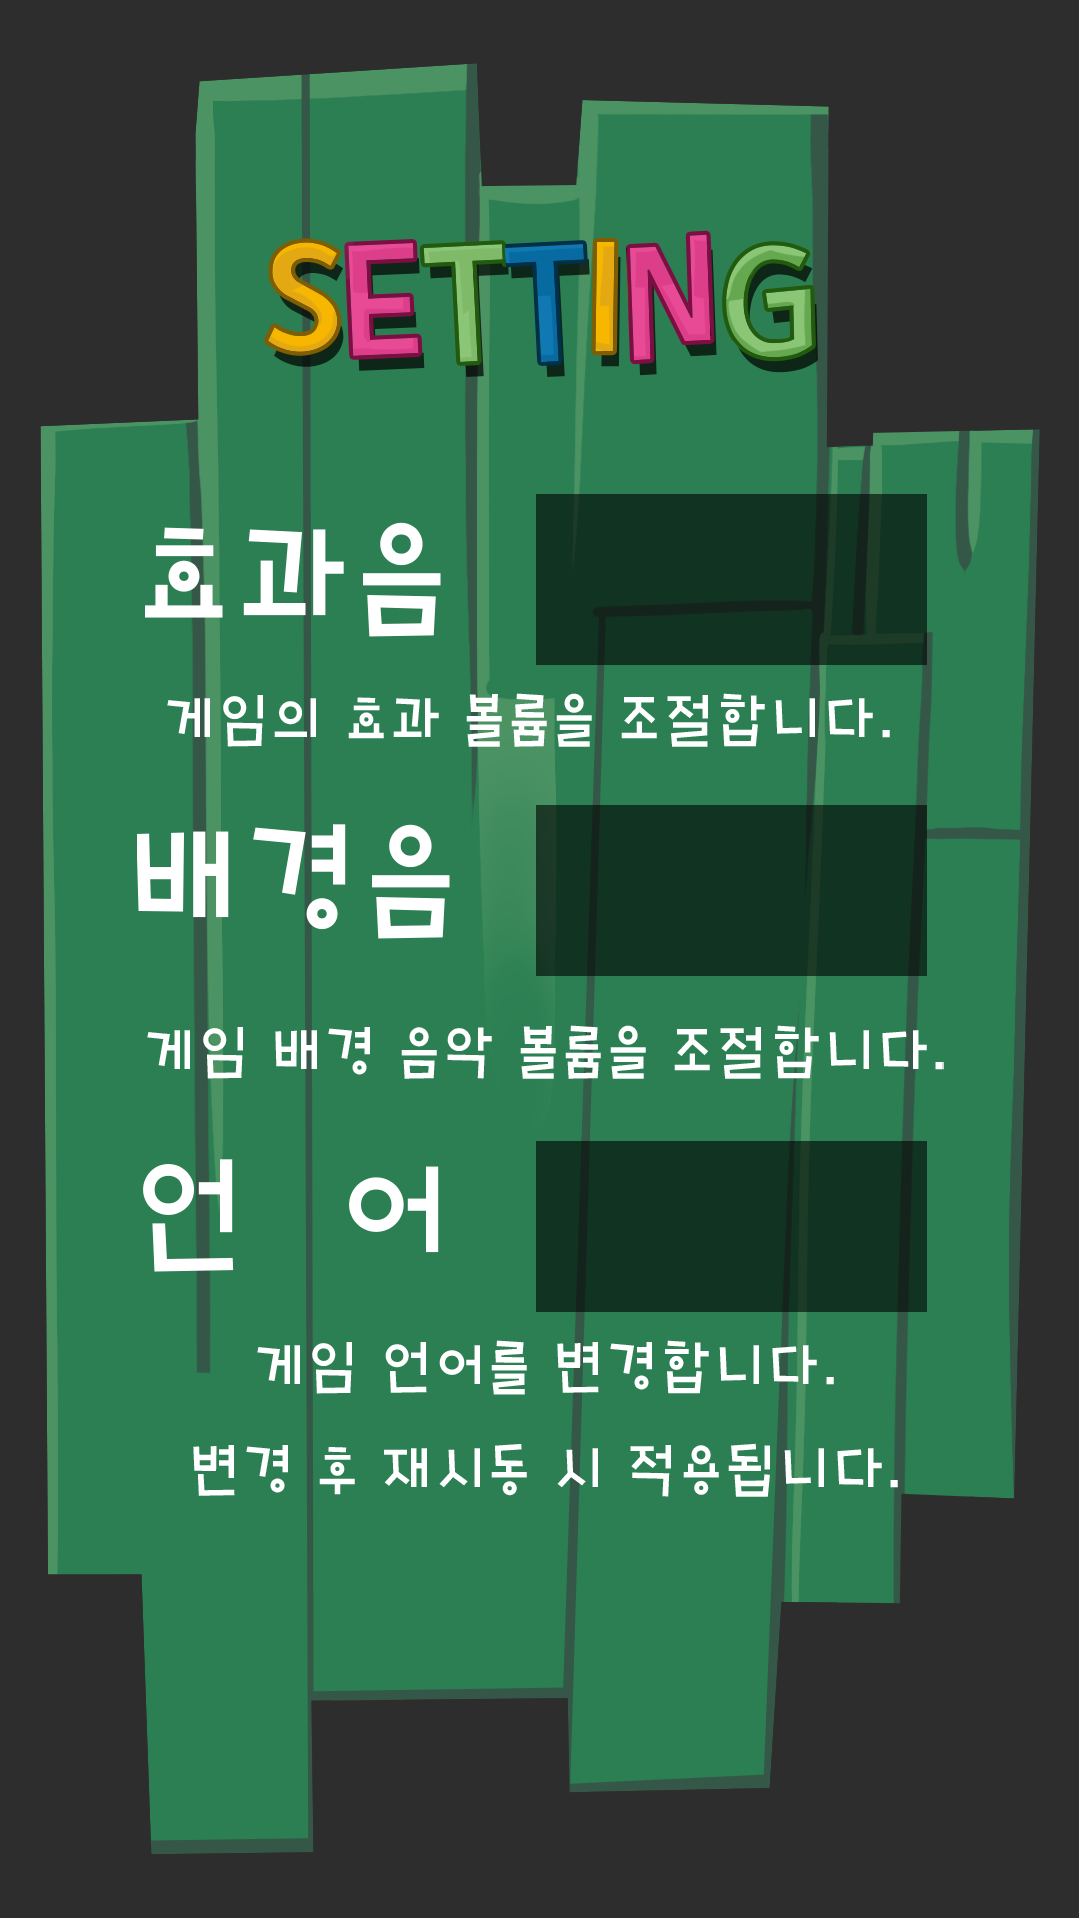 SETTING
효과음
게임의 효과 볼륨을 조절합니다.
배경음
게임 배경 음악 볼륨을 조절합니다.
언 어
게임 언어를 변경합니다.
변경 후 재시동 시 적용됩니다.